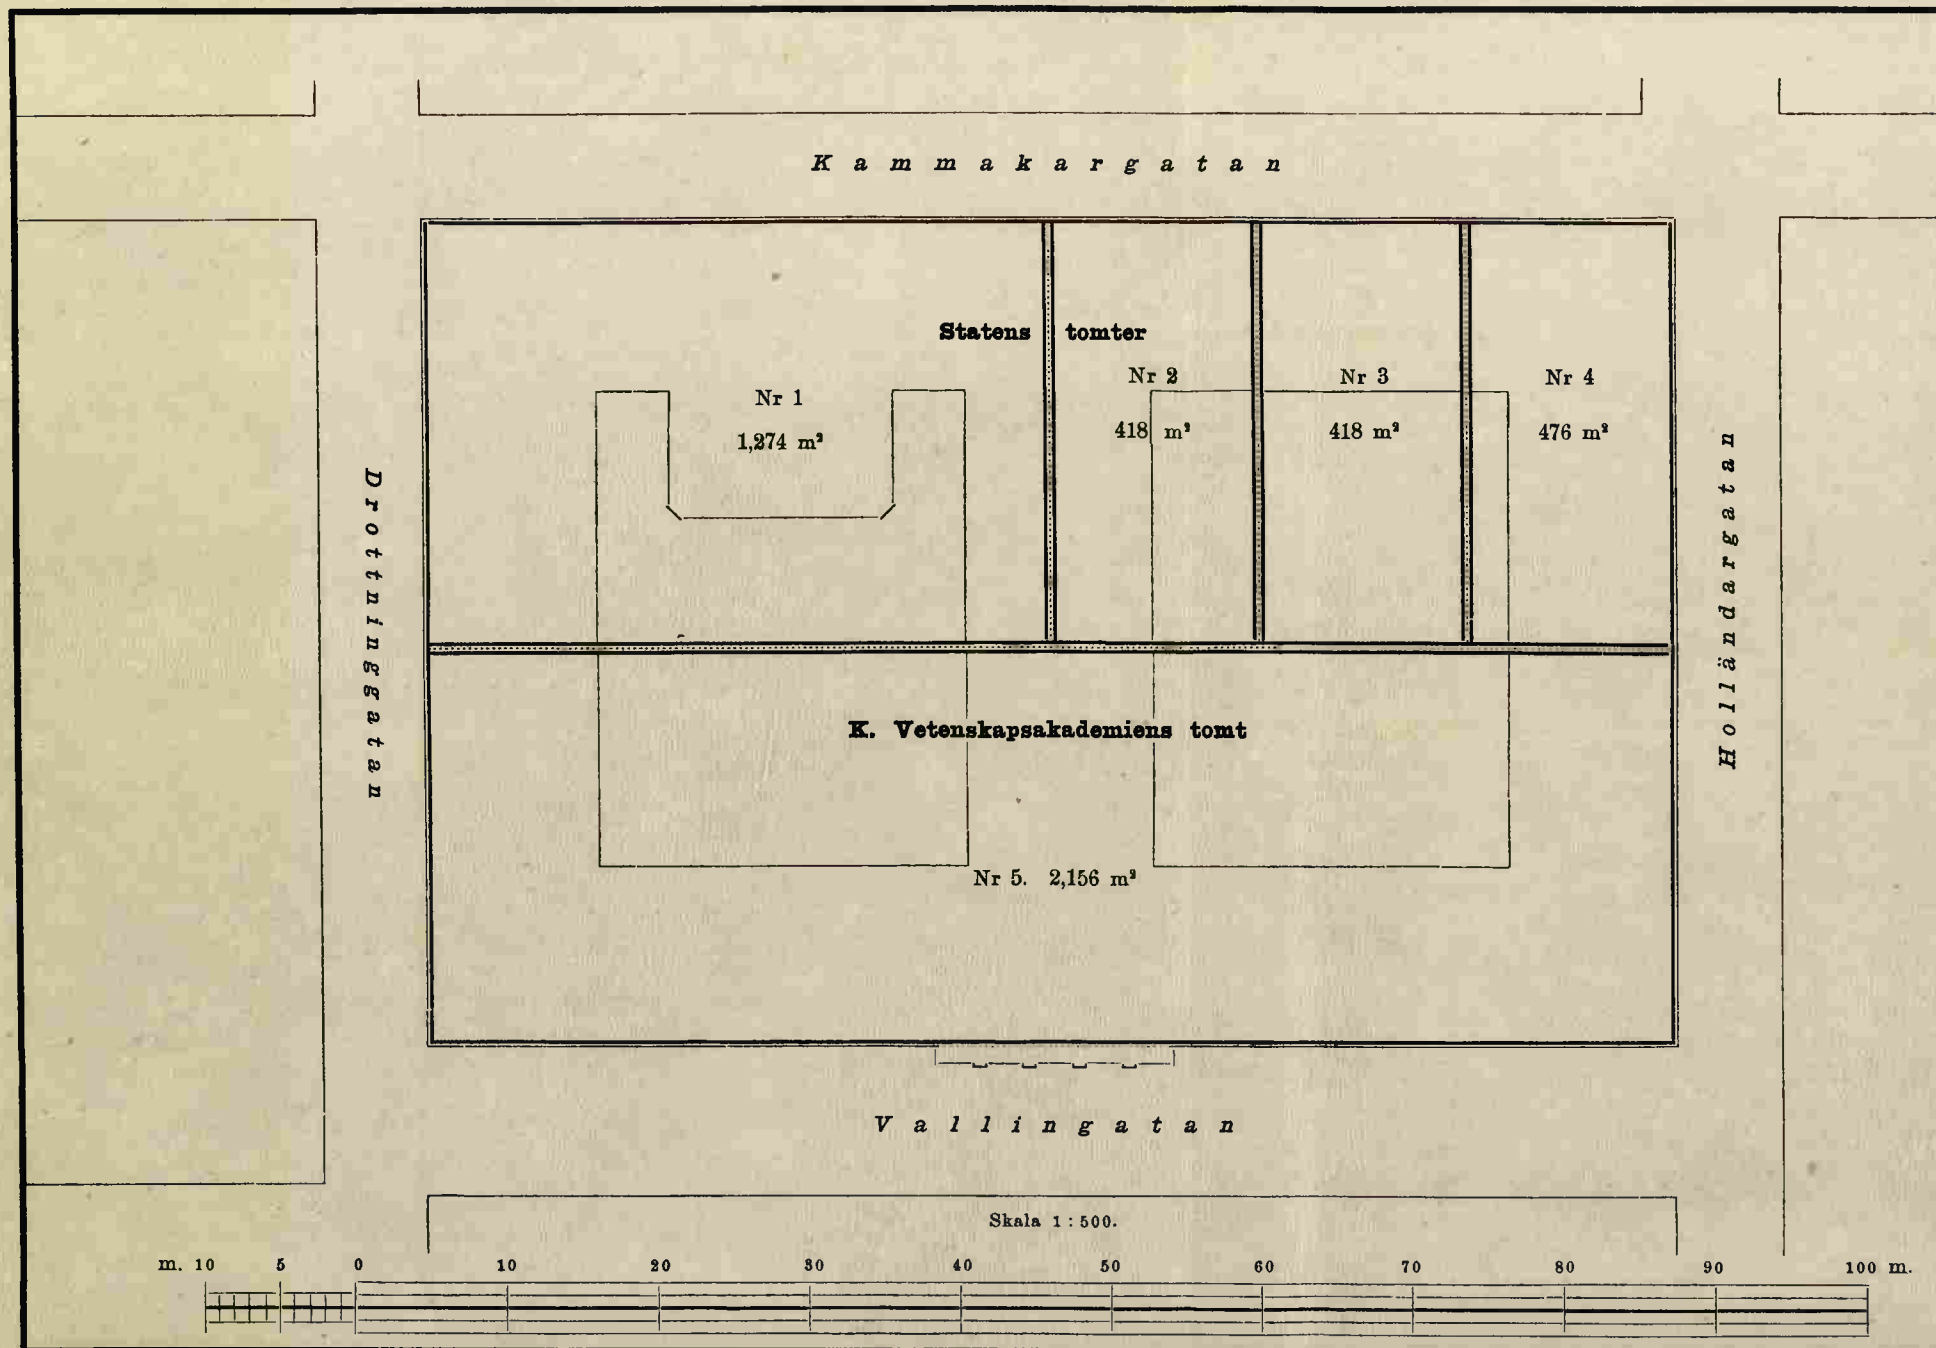 Kammakargatan
Statens tomter
Nr 1
1,274 m²
Nr 2
418 m²
Nr 3
418 m²
Nr 4
476 m²
Drottninggatan
Holländargatan
K. Vetenskapsakademiens tomt
Nr 5. 2,156 m²
Vallingatan
Skala 1:500.
m. 10 5 0 10 20 30 40 50 60 70 80 90 100 m.